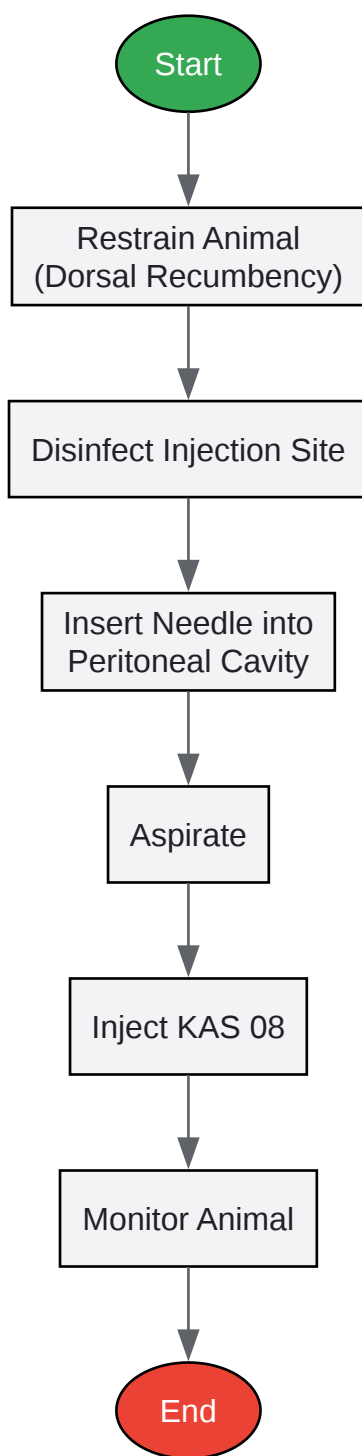 Start
Restrain Animal
(Dorsal Recumbency)
Disinfect Injection Site
Insert Needle into
Peritoneal Cavity
Aspirate
Inject KAS 08
Monitor Animal
End